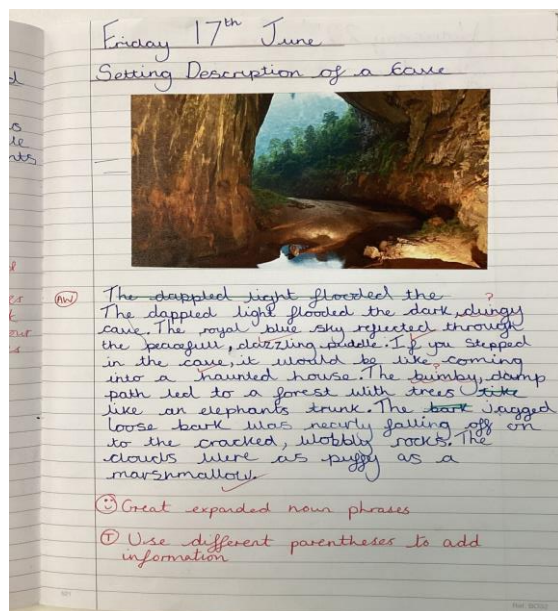 Friday 17th June
Setting Description of a Cave
AW
The dappled light flooded the
The dappled light flooded the dark, dungy ?
cave. The royal blue sky reflected through
the peacefull, dazzling puddle. If you stepped
in the cave, it would be like coming
into a haunted house. The bumby, damp ?
path led to a forest with trees like
like an elephants trunk. The bark jagged
loose bark was nearly falling off on
to the cracked, wobbly rocks. The
clouds were as puffy as a
marshmallow.
Great expanded noun phrases
T Use different parentheses to add
information